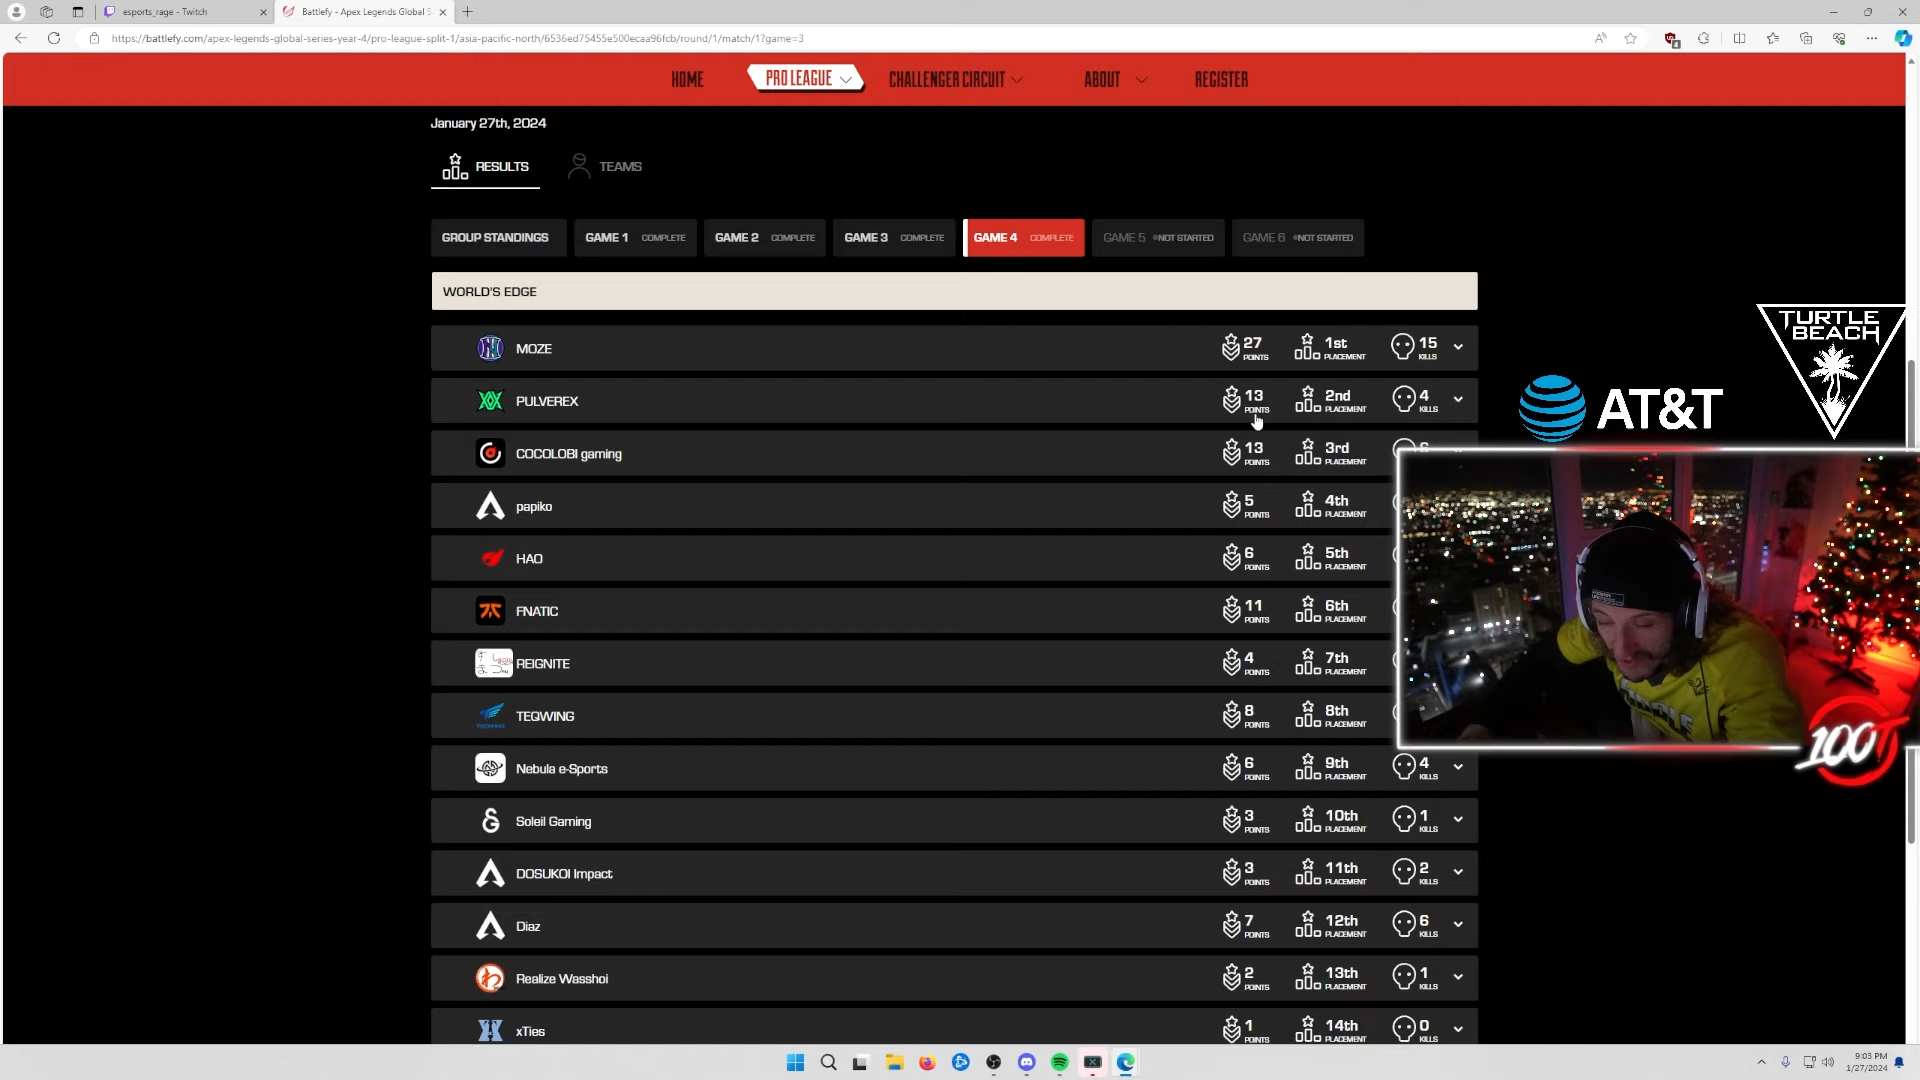 esports_rage - Twitch
Battlefy - Apex Legends Global S
https://battlefy.com/apex-legends-global-series-year-4/pro-league-split-1/asia-pacific-north/6536ed75455e500ecaa96fcb/round/1/match/1?game=3
HOME PRO LEAGUE CHALLENGER CIRCUIT ABOUT REGISTER
January 27th, 2024
RESULTS TEAMS
GROUP STANDINGS GAME 1 COMPLETE GAME 2 COMPLETE GAME 3 COMPLETE GAME 4 COMPLETE GAME 5 NOT STARTED GAME 6 NOT STARTED
WORLD'S EDGE
MOZE 27 POINTS 1st PLACEMENT 15 KILLS
PULVEREX 13 POINTS 2nd PLACEMENT 4 KILLS
COCOLOBI gaming 13 POINTS 3rd PLACEMENT
papiko 5 POINTS 4th PLACEMENT
HAO 6 POINTS 5th PLACEMENT
FNATIC 11 POINTS 6th PLACEMENT
REIGNITE 4 POINTS 7th PLACEMENT
TEQWING TEQWING 8 POINTS 8th PLACEMENT
Nebula e-Sports 6 POINTS 9th PLACEMENT 4 KILLS
Soleil Gaming 3 POINTS 10th PLACEMENT 1 KILLS
DOSUKOI Impact 3 POINTS 11th PLACEMENT 2 KILLS
Diaz 7 POINTS 12th PLACEMENT 6 KILLS
Realize Wasshoi 2 POINTS 13th PLACEMENT 1 KILLS
xTies 1 POINTS 14th PLACEMENT 0 KILLS
TURTLE
BEACH
AT&T
100T
9:03 PM
1/27/2024